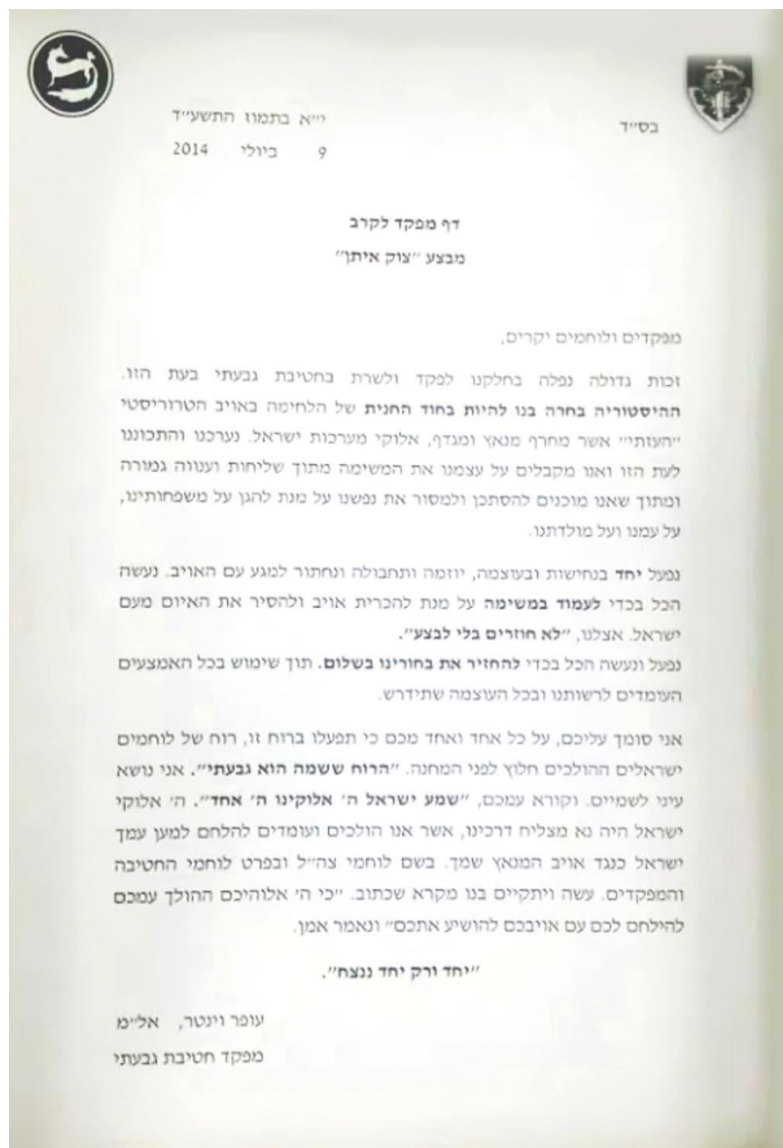 בס״ד
י״א בתמוז התשע״ד
9 ביולי 2014
דף מפקד לקרב
מבצע ״צוק איתן״
מפקדים ולוחמים יקרים,
זכות גדולה נפלה בחלקנו לפקד ולשרת בחטיבת גבעתי בעת הזו.
ההיסטוריה בחרה בנו להיות בחוד החנית של הלחימה באויב הטרוריסטי
״העזתי״ אשר מחרף מנאץ ומגדף, אלוקי מערכות ישראל. נערכנו והתכוננו
לעת הזו ואנו מקבלים על עצמנו את המשימה מתוך שליחות וענווה גמורה
ומתוך שאנו מוכנים להסתכן ולמסור את נפשנו על מנת להגן על משפחותינו,
על עמנו ועל מולדתנו.
נפעל יחד בנחישות ובעוצמה, יוזמה ותחבולה ונחתור למגע עם האויב. נעשה
הכל בכדי לעמוד במשימה על מנת להכרית אויב ולהסיר את האיום מעם
ישראל. אצלנו, ״לא חוזרים בלי לבצע״.
נפעל ונעשה הכל בכדי להחזיר את בחורינו בשלום. תוך שימוש בכל האמצעים
העומדים לרשותנו ובכל העוצמה שתידרש.
אני סומך עליכם, על כל אחד ואחד מכם כי תפעלו ברוח זו, רוח של לוחמים
ישראלים ההולכים חלוץ לפני המחנה. ״הרוח ששמה הוא גבעתי״. אני נושא
עיני לשמיים. וקורא עמכם, ״שמע ישראל ה׳ אלוקינו ה׳ אחד״. ה׳ אלוקי
ישראל היה נא מצליח דרכינו, אשר אנו הולכים ועומדים להלחם למען עמך
ישראל כנגד אויב המנאץ שמך. בשם לוחמי צה״ל ובפרט לוחמי החטיבה
והמפקדים. עשה ויתקיים בנו מקרא שכתוב. ״כי ה׳ אלוהיכם ההולך עמכם
להילחם לכם עם אויבכם להושיע אתכם״ ונאמר אמן.
״יחד ורק יחד ננצח״.
עופר וינטר, אל״מ
מפקד חטיבת גבעתי